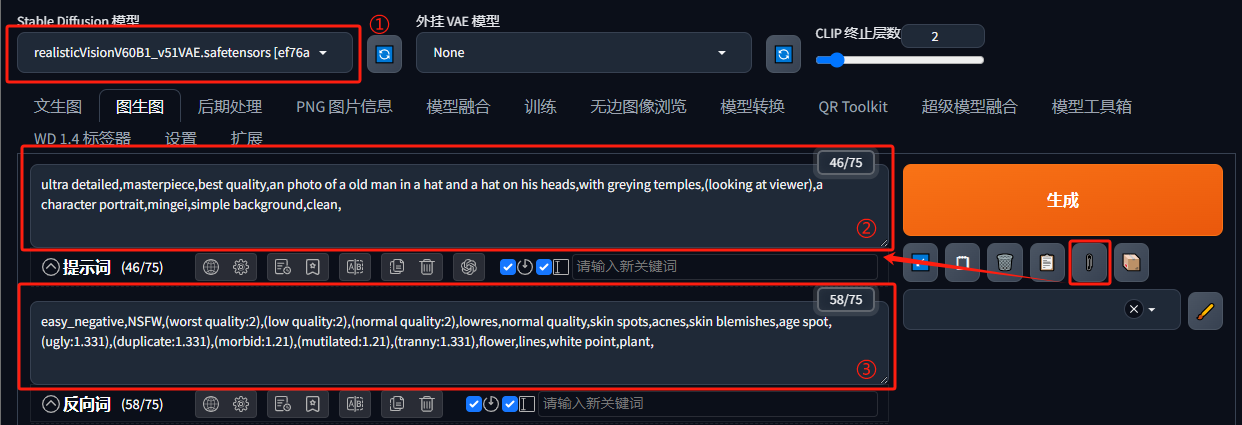 Stable Diffusion 模型
①
外挂 VAE 模型
realisticVisionV60B1_v51VAE.safetensors [ef76a
None
CLIP 终止层数
2
文生图 图生图 后期处理 PNG 图片信息 模型融合 训练 无边图像浏览 模型转换 QR Toolkit 超级模型融合 模型工具箱
WD 1.4 标签器 设置 扩展
46/75
ultra detailed,masterpiece,best quality,an photo of a old man in a hat and a hat on his heads,with greying temples,(looking at viewer),a
character portrait,mingei,simple background,clean,
②
生成
提示词 (46/75)
请输入新关键词
58/75
easy_negative,NSFW,(worst quality:2),(low quality:2),(normal quality:2),lowres,normal quality,skin spots,acnes,skin blemishes,age spot,
(ugly:1.331),(duplicate:1.331),(morbid:1.21),(mutilated:1.21),(tranny:1.331),flower,lines,white point,plant,
③
反向词 (58/75)
请输入新关键词